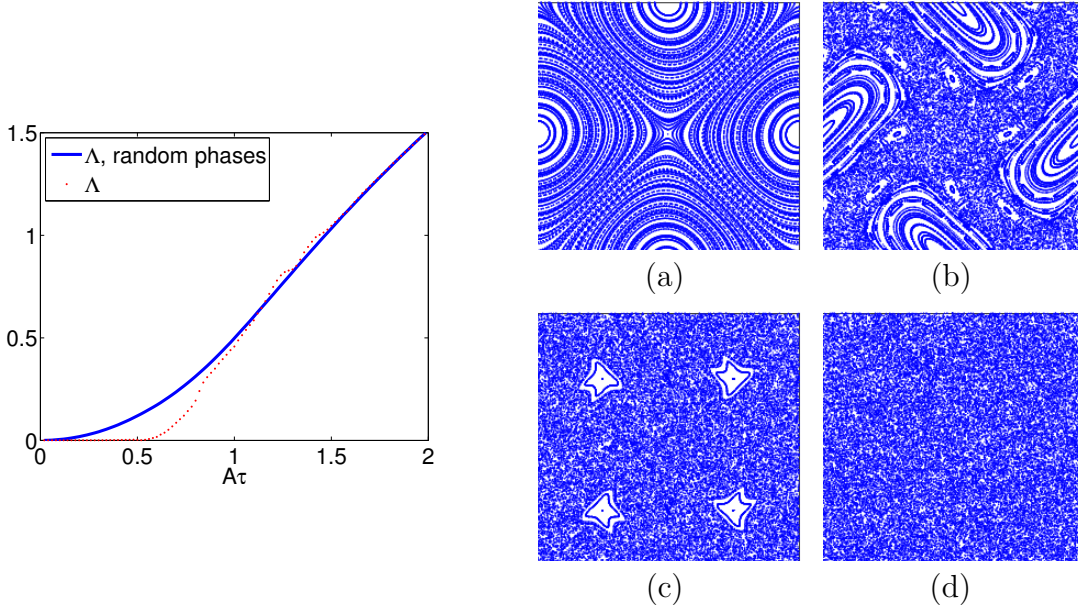 1.5
1
0.5
0
0
0.5
1
1.5
2
Aτ
Λ, random phases
Λ
(a)
(b)
(c)
(d)